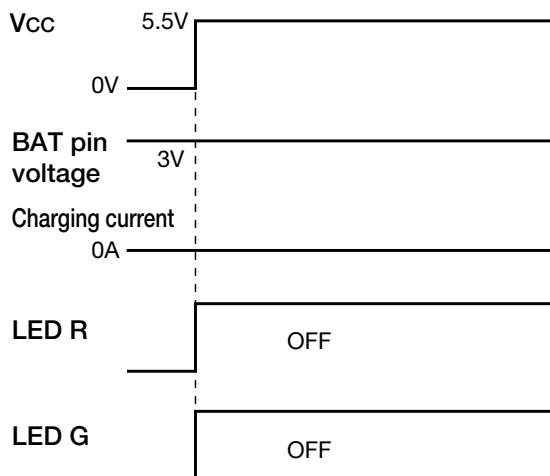 Vcc 5.5V
0V
BAT pin
voltage
3V
Charging current
0A
LED R
OFF
LED G
OFF